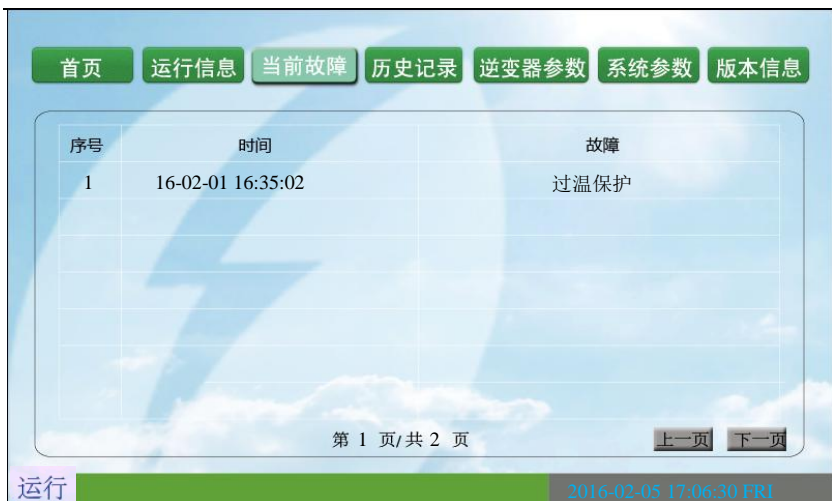 首页 运行信息 当前故障 历史记录 逆变器参数 系统参数 版本信息
序号 时间 故障
1 16-02-01 16:35:02 过温保护
第 1 页/共 2 页 上一页 下一页
运行 2016-02-05 17:06:30 FRI